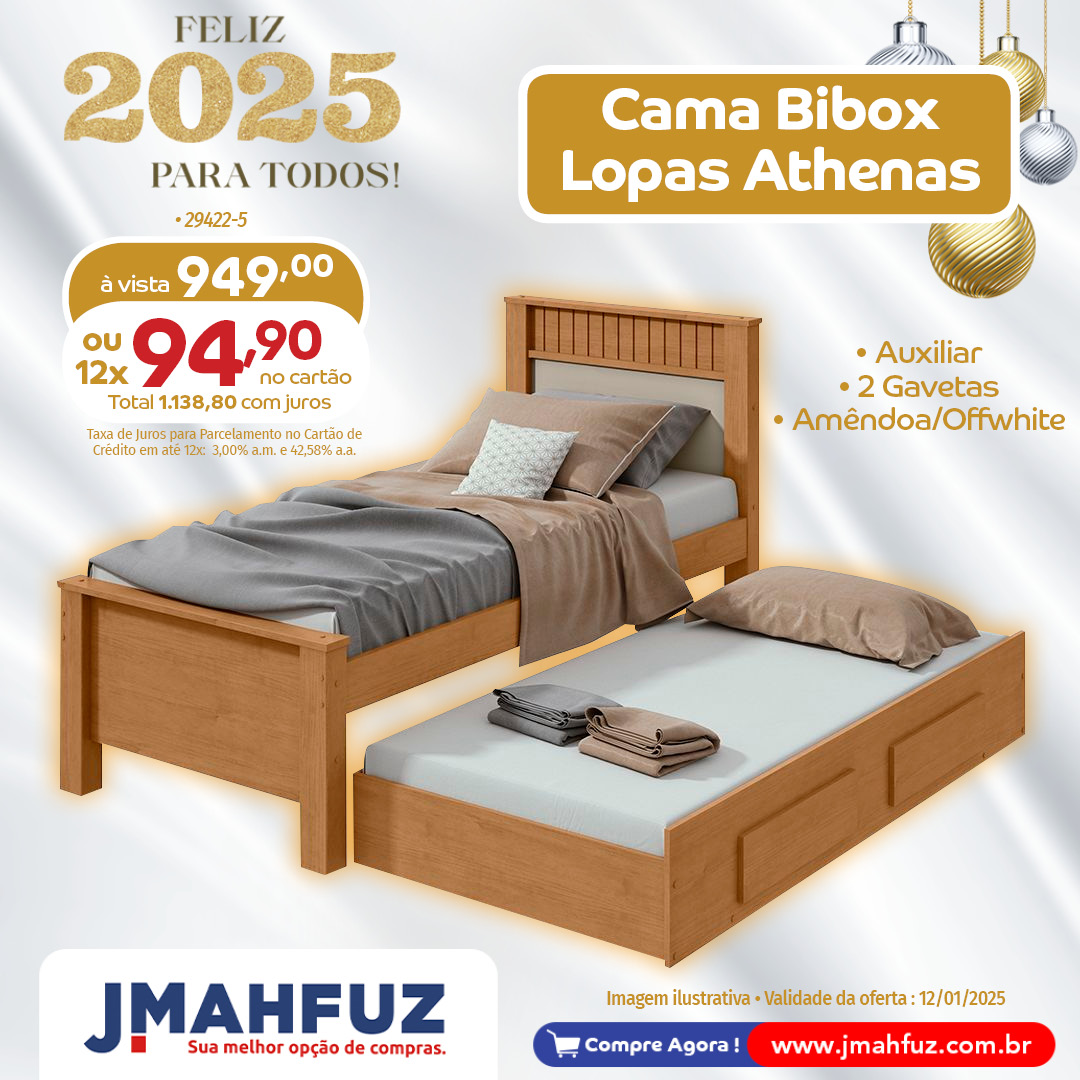 FELIZ
2025
PARA TODOS!
• 29422-5
Cama Bibox
Lopas Athenas
à vista 949,00
ou 12x 94,90 no cartão
Total 1.138,80 com juros
Taxa de Juros para Parcelamento no Cartão de
Crédito em até 12x: 3,00% a.m. e 42,58% a.a.
• Auxiliar
• 2 Gavetas
• Amêndoa/Offwhite
JMAHFUZ
Sua melhor opção de compras.
Imagem ilustrativa • Validade da oferta : 12/01/2025
Compre Agora ! www.jmahfuz.com.br